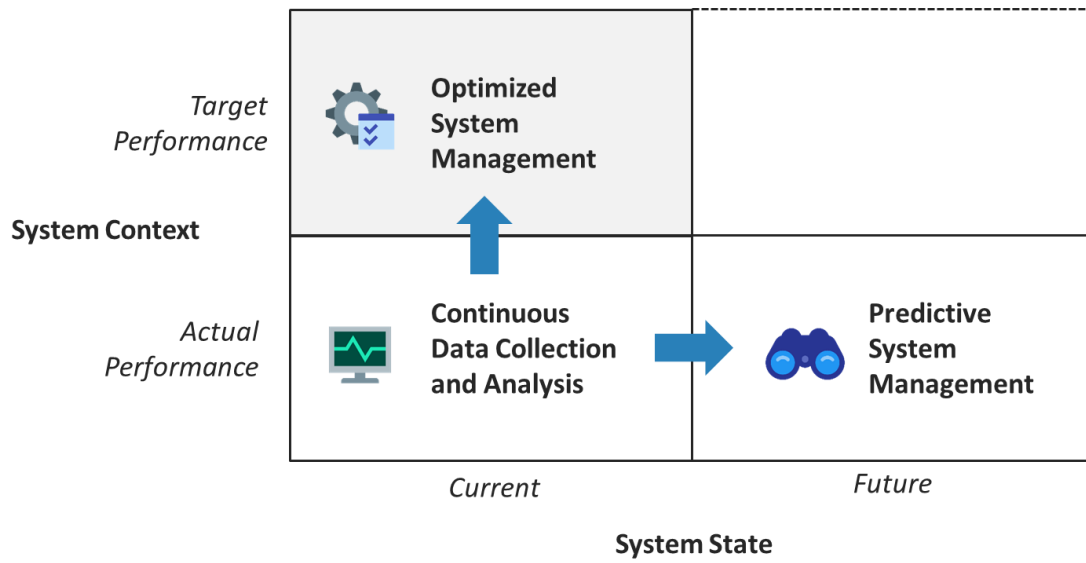 Target
Performance
Optimized
System
Management
System Context
Actual
Performance
Continuous
Data Collection
and Analysis
Predictive
System
Management
Current
Future
System State